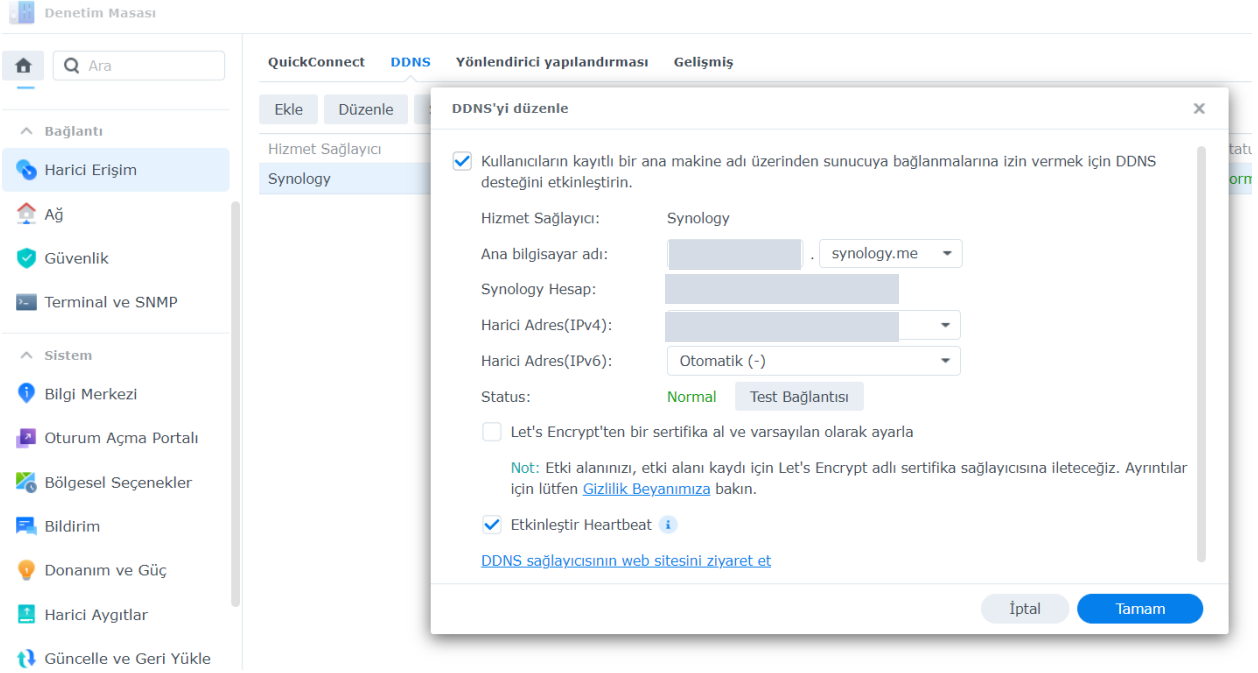 Denetim Masası
Ara
Bağlantı
Harici Erişim
Ağ
Güvenlik
Terminal ve SNMP
Sistem
Bilgi Merkezi
Oturum Açma Portalı
Bölgesel Seçenekler
Bildirim
Donanım ve Güç
Harici Aygıtlar
Güncelle ve Geri Yükle
QuickConnect DDNS Yönlendirici yapılandırması Gelişmiş
Ekle Düzenle
Hizmet Sağlayıcı
Synology
DDNS'yi düzenle
Kullanıcıların kayıtlı bir ana makine adı üzerinden sunucuya bağlanmalarına izin vermek için DDNS
desteğini etkinleştirin.
Hizmet Sağlayıcı: Synology
Ana bilgisayar adı: . synology.me
Synology Hesap:
Harici Adres(IPv4):
Harici Adres(IPv6): Otomatik (-)
Status: Normal Test Bağlantısı
Let's Encrypt'ten bir sertifika al ve varsayılan olarak ayarla
Not: Etki alanınızı, etki alanı kaydı için Let's Encrypt adlı sertifika sağlayıcısına ileteceğiz. Ayrıntılar
için lütfen Gizlilik Beyanımıza bakın.
Etkinleştir Heartbeat
DDNS sağlayıcısının web sitesini ziyaret et
İptal Tamam